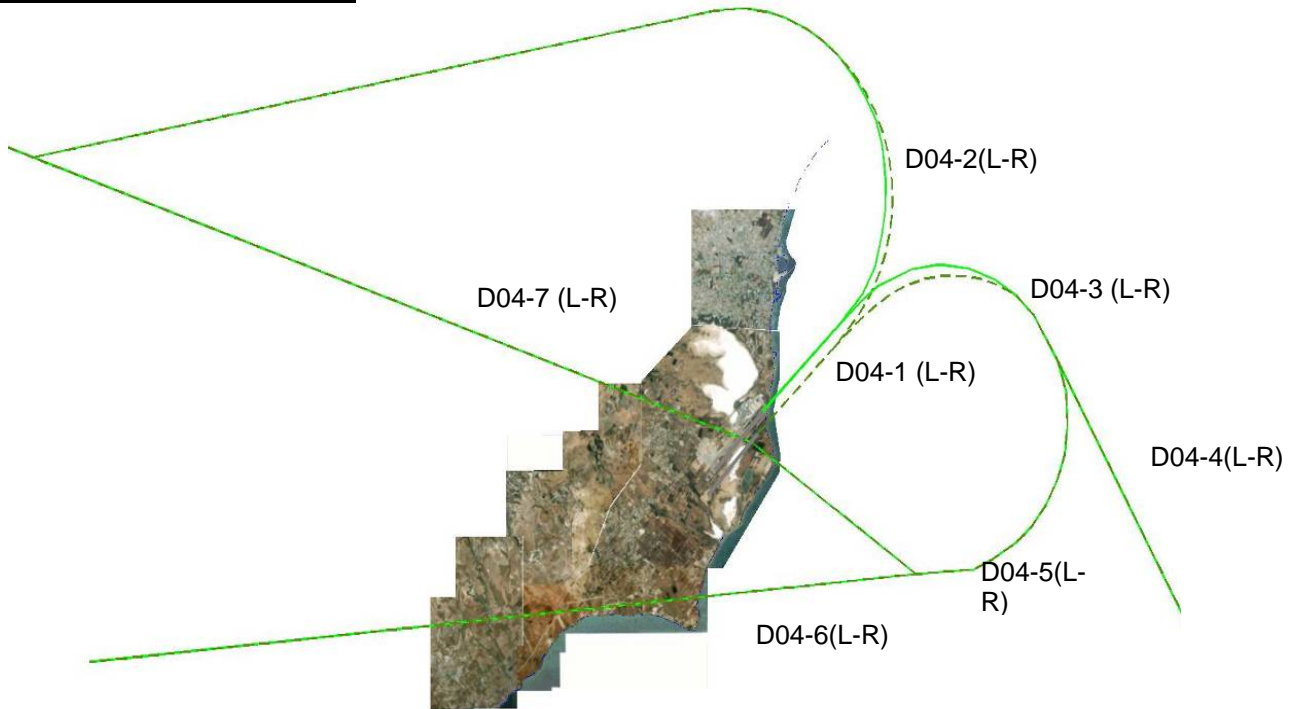 D04-2(L-R)
D04-3 (L-R)
D04-7 (L-R)
D04-1 (L-R)
D04-4(L-R)
D04-5(L-
R)
D04-6(L-R)